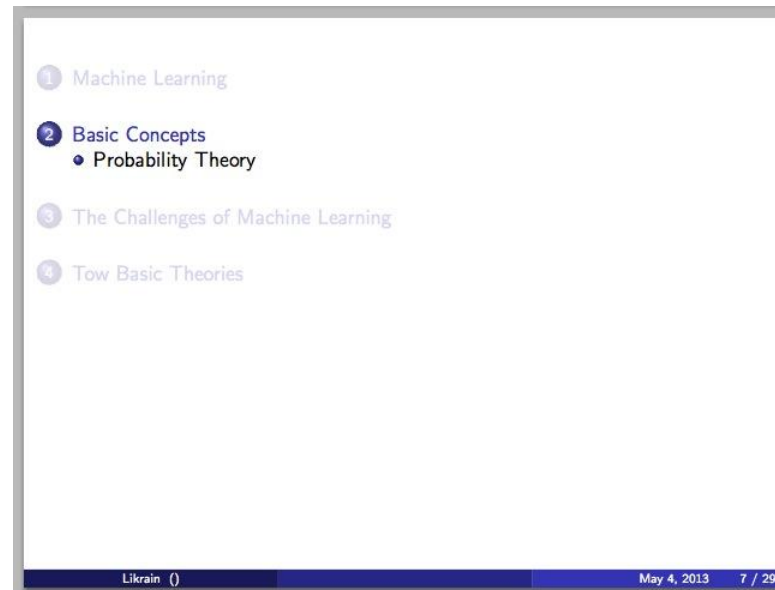 1 Machine Learning
2 Basic Concepts
Probability Theory
3 The Challenges of Machine Learning
4 Tow Basic Theories
Likrain () May 4, 2013 7 / 29